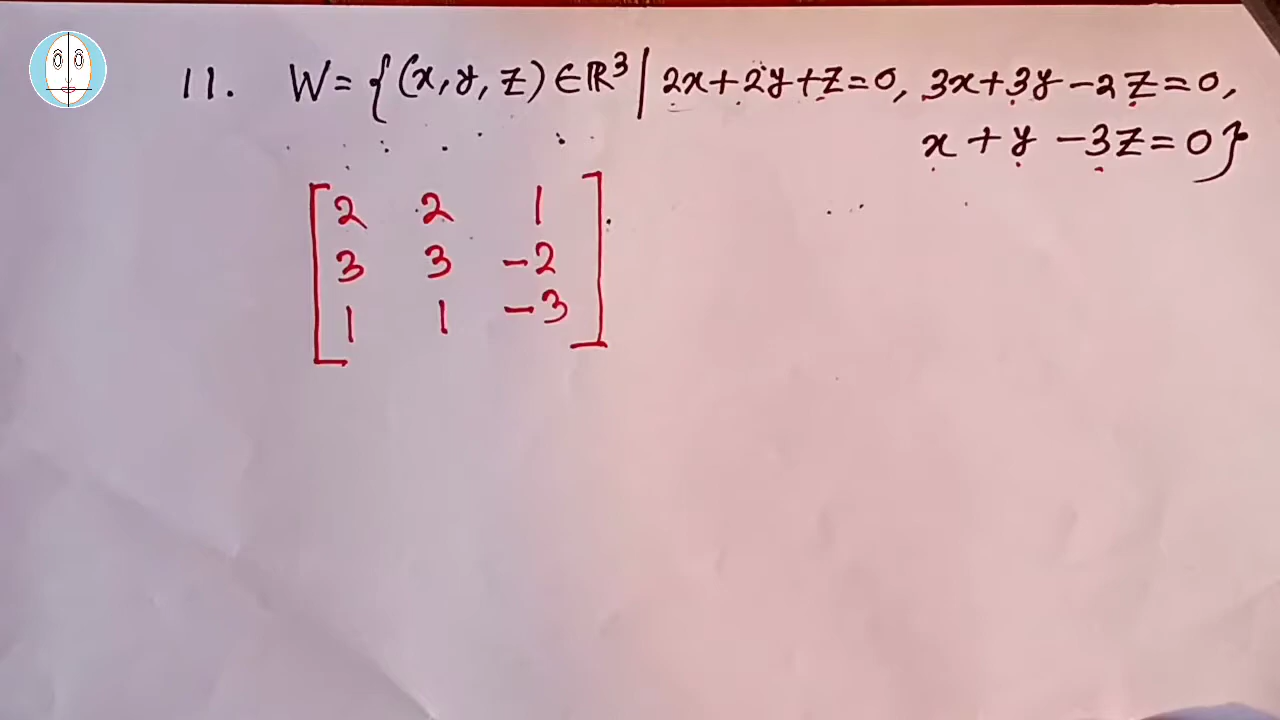 11. W = {(x, y, z) ∈ ℝ³ | 2x + 2y + z = 0, 3x + 3y - 2z = 0,
x + y - 3z = 0}
2 2 1
3 3 -2
1 1 -3